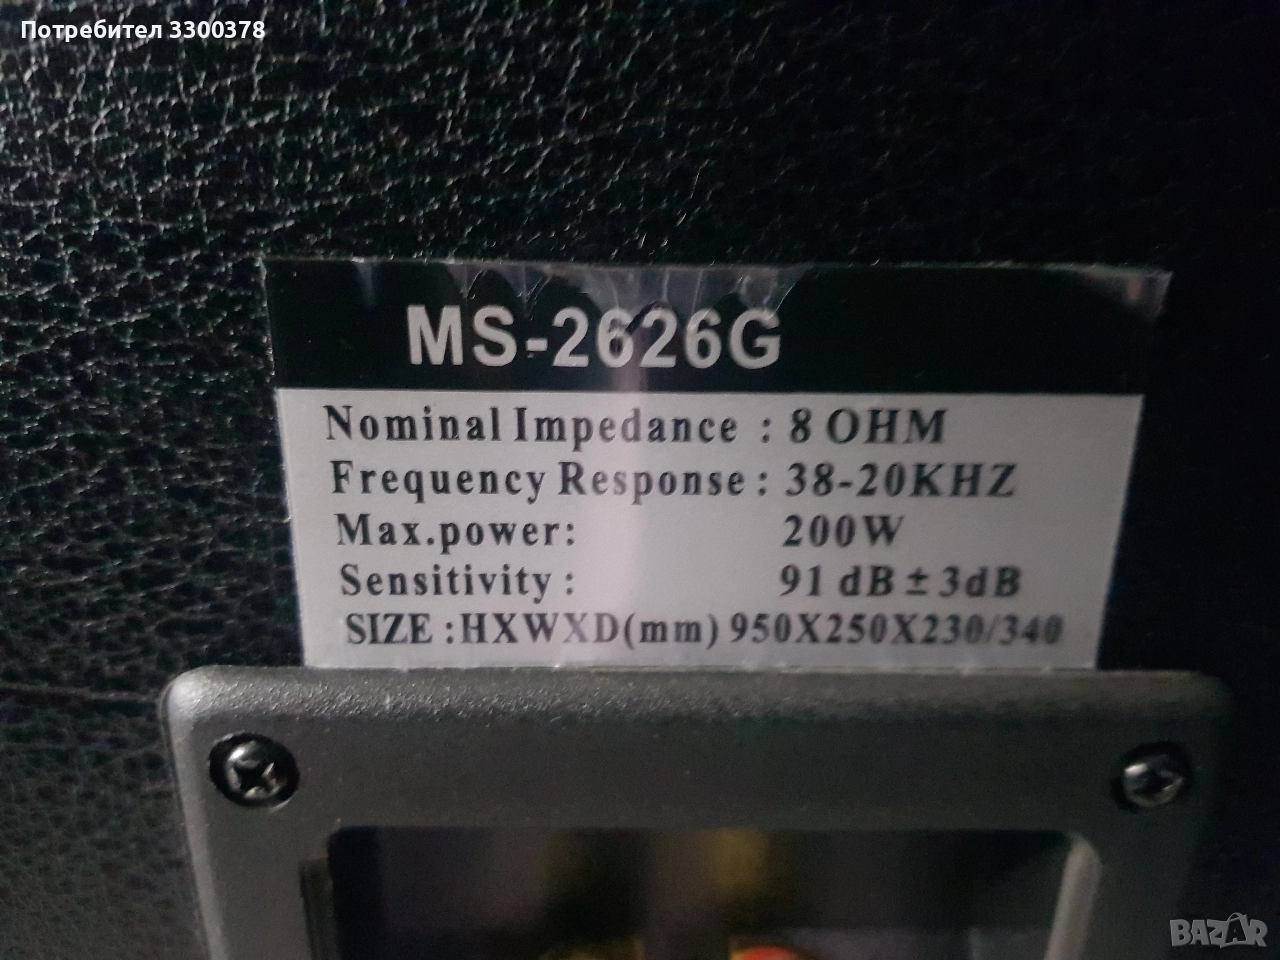 Потребител 3300378
MS-2626G
Nominal Impedance : 8 OHM
Frequency Response : 38-20KHZ
Max.power: 200W
Sensitivity : 91 dB ± 3dB
SIZE :HXWXD(mm) 950X250X230/340
BAZAR